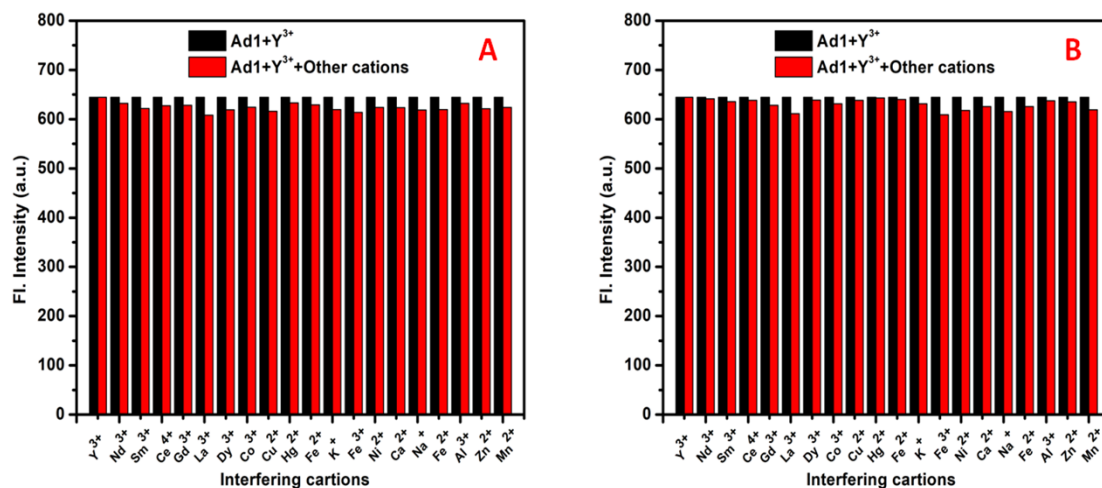 800
700
600
500
400
300
200
100
0
Fl. Intensity (a.u.)
Ad1+Y³⁺
Ad1+Y³⁺+Other cations
A
Y³⁺ Nd³⁺ Sm³⁺ Ce⁴⁺ Gd³⁺ La³⁺ Dy³⁺ Co³⁺ Cu²⁺ Hg²⁺ Fe²⁺ K⁺ Fe³⁺ Ni²⁺ Ca²⁺ Na⁺ Fe²⁺ Al³⁺ Zn²⁺ Mn²⁺
Interfering cartions
800
700
600
500
400
300
200
100
0
Fl. Intensity (a.u.)
Ad1+Y³⁺
Ad1+Y³⁺+Other cations
B
Y³⁺ Nd³⁺ Sm³⁺ Ce⁴⁺ Gd³⁺ La³⁺ Dy³⁺ Co³⁺ Cu²⁺ Hg²⁺ Fe²⁺ K⁺ Fe³⁺ Ni²⁺ Ca²⁺ Na⁺ Fe²⁺ Al³⁺ Zn²⁺ Mn²⁺
Interfering cartions